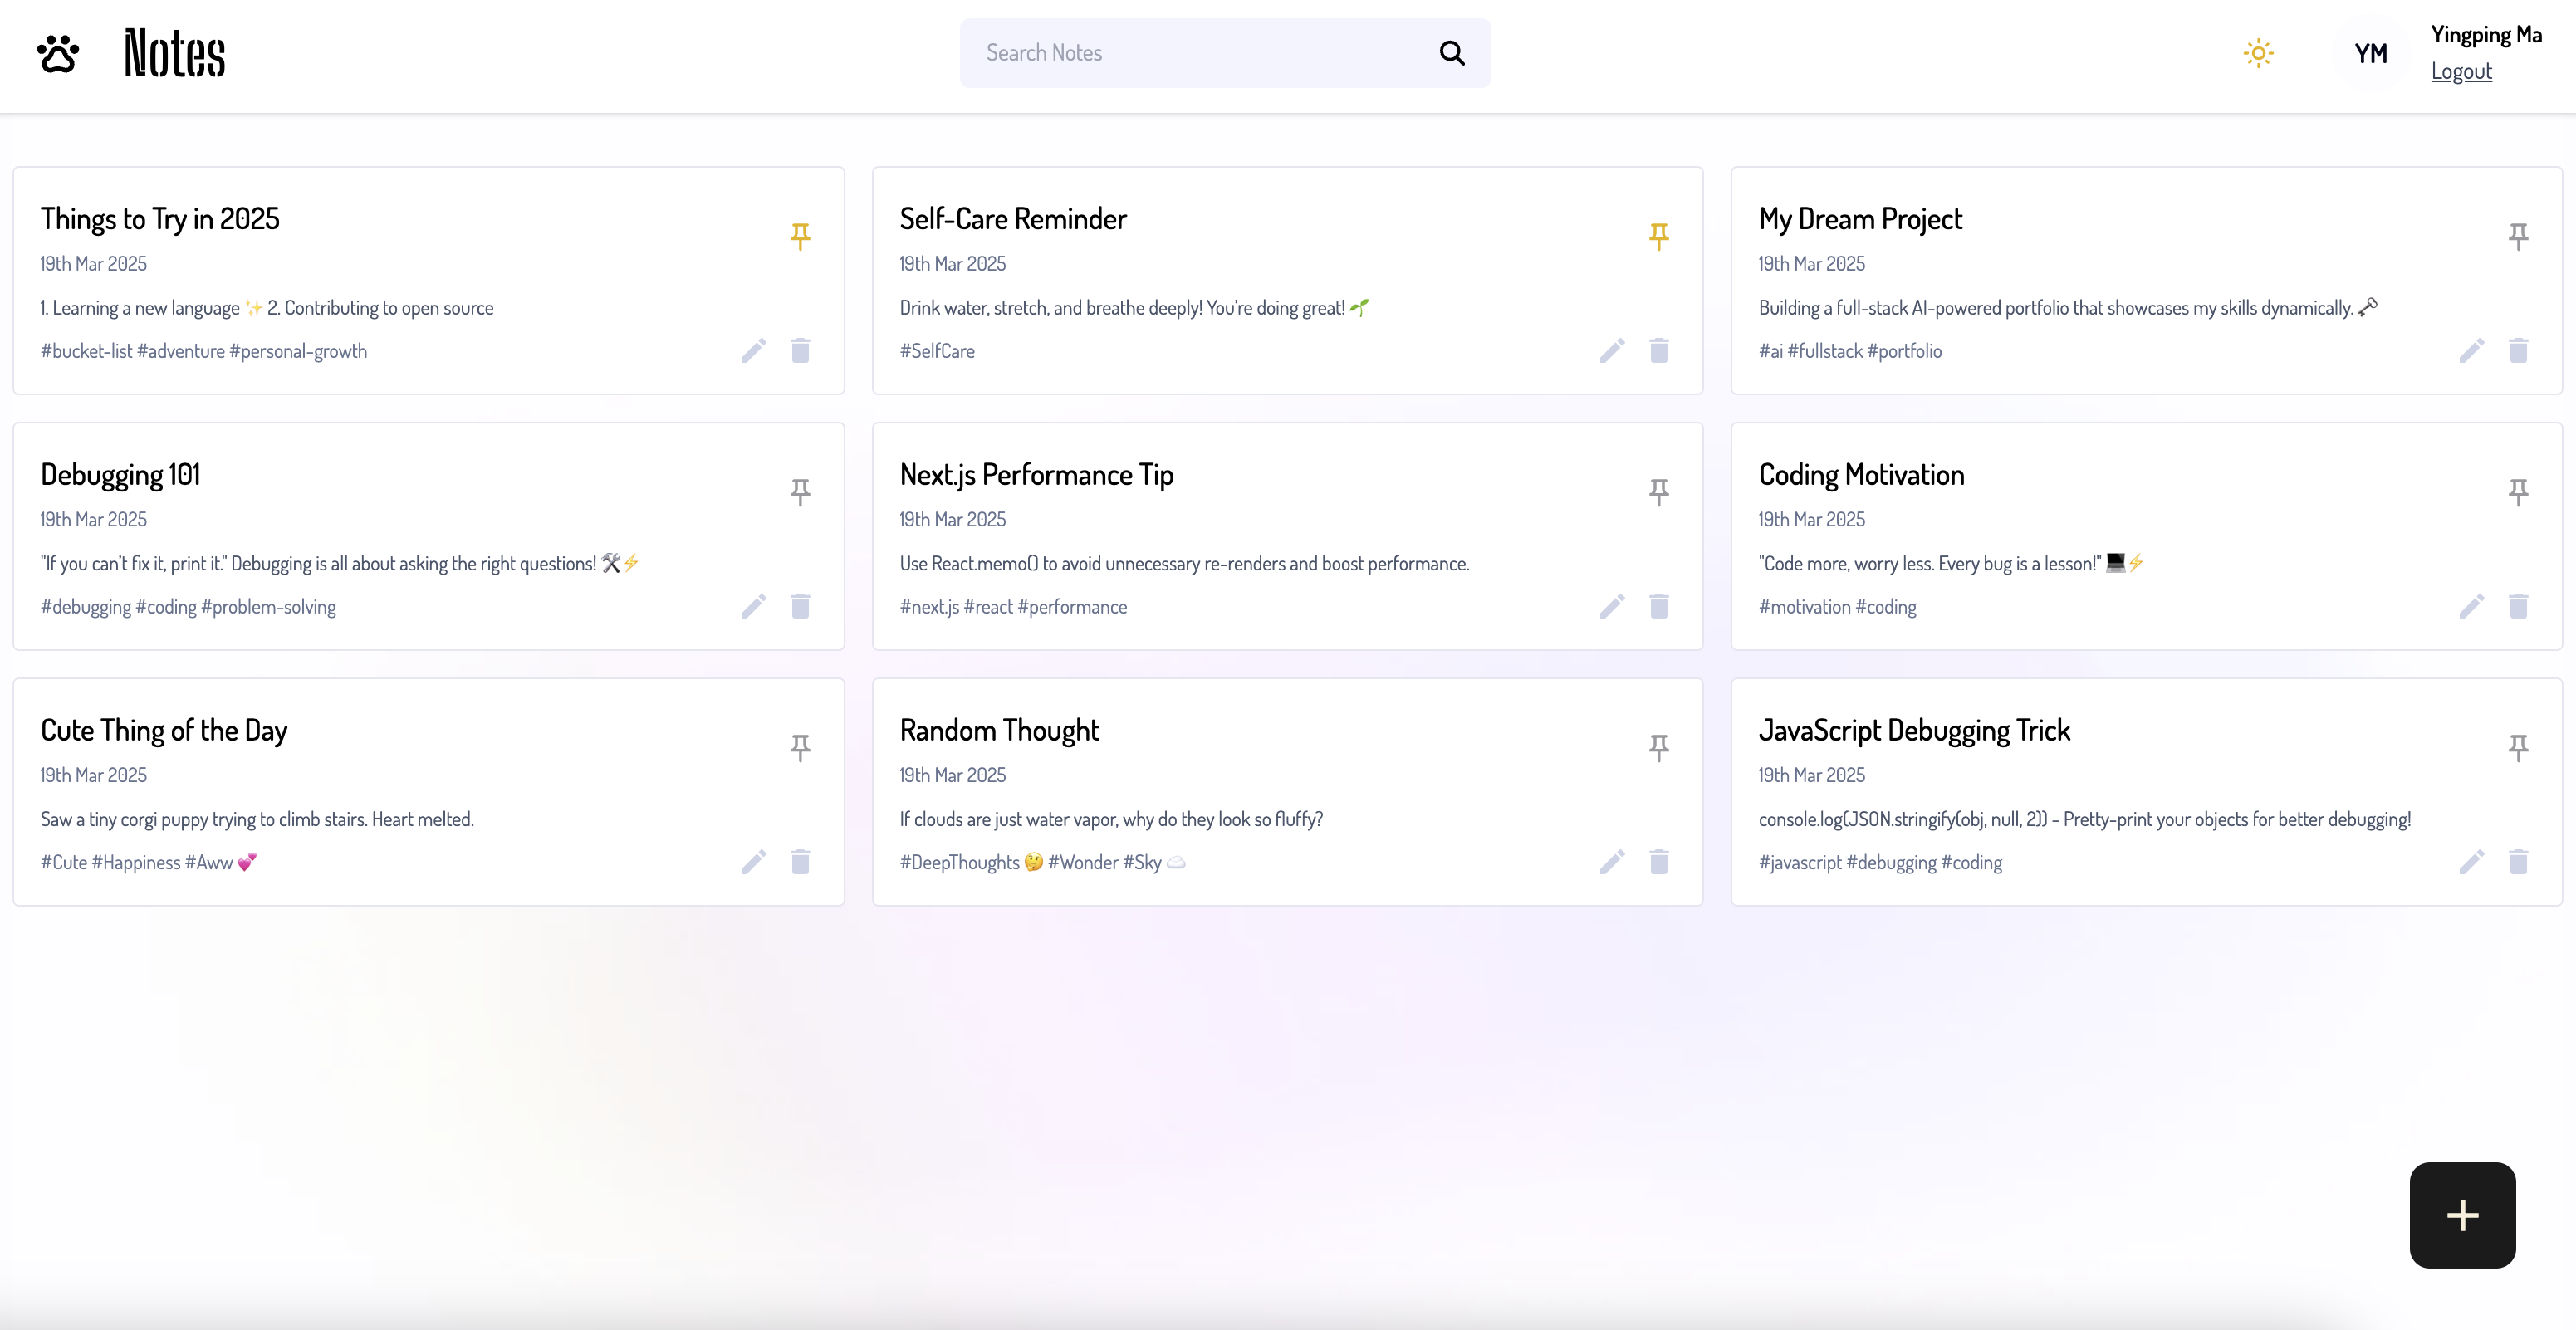 Notes
Search Notes
YM
Yingping Ma
Logout
Things to Try in 2025
19th Mar 2025
1. Learning a new language ✨ 2. Contributing to open source
#bucket-list #adventure #personal-growth
Self-Care Reminder
19th Mar 2025
Drink water, stretch, and breathe deeply! You're doing great! 🌱
#SelfCare
My Dream Project
19th Mar 2025
Building a full-stack AI-powered portfolio that showcases my skills dynamically. 🗝️
#ai #fullstack #portfolio
Debugging 101
19th Mar 2025
"If you can't fix it, print it." Debugging is all about asking the right questions! 🛠️⚡
#debugging #coding #problem-solving
Next.js Performance Tip
19th Mar 2025
Use React.memo() to avoid unnecessary re-renders and boost performance.
#next.js #react #performance
Coding Motivation
19th Mar 2025
"Code more, worry less. Every bug is a lesson!" 💻⚡
#motivation #coding
Cute Thing of the Day
19th Mar 2025
Saw a tiny corgi puppy trying to climb stairs. Heart melted.
#Cute #Happiness #Aww 💕
Random Thought
19th Mar 2025
If clouds are just water vapor, why do they look so fluffy?
#DeepThoughts 🤔 #Wonder #Sky ☁️
JavaScript Debugging Trick
19th Mar 2025
console.log(JSON.stringify(obj, null, 2)) - Pretty-print your objects for better debugging!
#javascript #debugging #coding